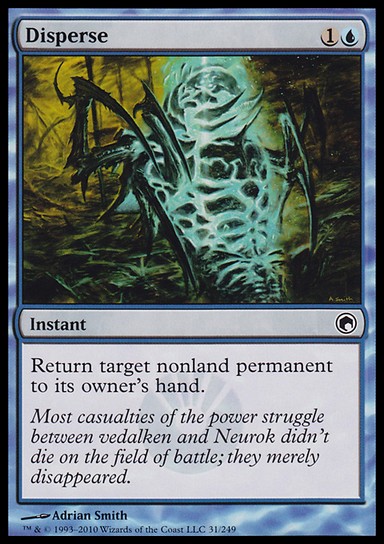 Disperse 1
A. Smith
Instant
Return target nonland permanent
to its owner's hand.
Most casualties of the power struggle
between vedalken and Neurok didn't
die on the field of battle; they merely
disappeared.
Adrian Smith
™ & © 1993–2010 Wizards of the Coast LLC 31/249